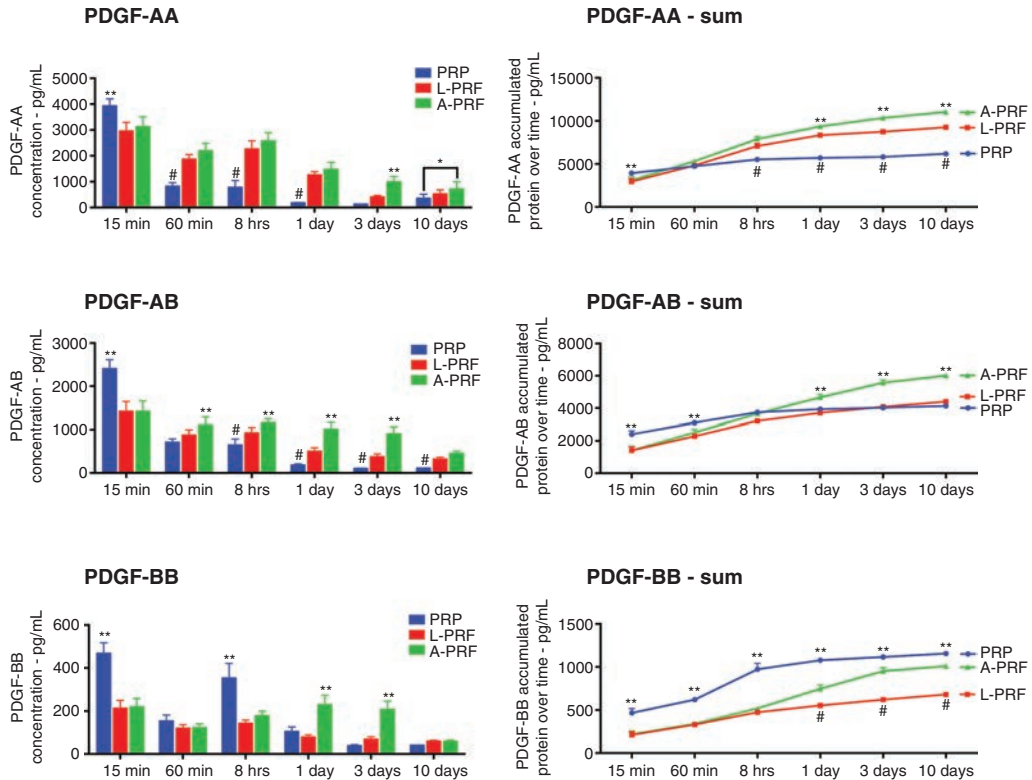 PDGF-AA
PDGF-AA
concentration - pg/mL
5000
4000
3000
2000
1000
0
**
#
#
#
**
*
PRP
L-PRF
A-PRF
15 min
60 min
8 hrs
1 day
3 days
10 days
PDGF-AA - sum
PDGF-AA accumulated
protein over time - pg/mL
15000
10000
5000
0
**
**
**
**
#
#
#
#
A-PRF
L-PRF
PRP
15 min
60 min
8 hrs
1 day
3 days
10 days
PDGF-AB
PDGF-AB
concentration - pg/mL
3000
2000
1000
0
**
**
#
**
#
**
#
**
#
PRP
L-PRF
A-PRF
15 min
60 min
8 hrs
1 day
3 days
10 days
PDGF-AB - sum
PDGF-AB accumulated
protein over time - pg/mL
8000
6000
4000
2000
0
**
**
**
**
**
A-PRF
L-PRF
PRP
15 min
60 min
8 hrs
1 day
3 days
10 days
PDGF-BB
PDGF-BB
concentration - pg/mL
600
400
200
0
**
**
**
**
PRP
L-PRF
A-PRF
15 min
60 min
8 hrs
1 day
3 days
10 days
PDGF-BB - sum
PDGF-BB accumulated
protein over time - pg/mL
1500
1000
500
0
**
**
**
**
**
**
#
#
#
PRP
A-PRF
L-PRF
15 min
60 min
8 hrs
1 day
3 days
10 days